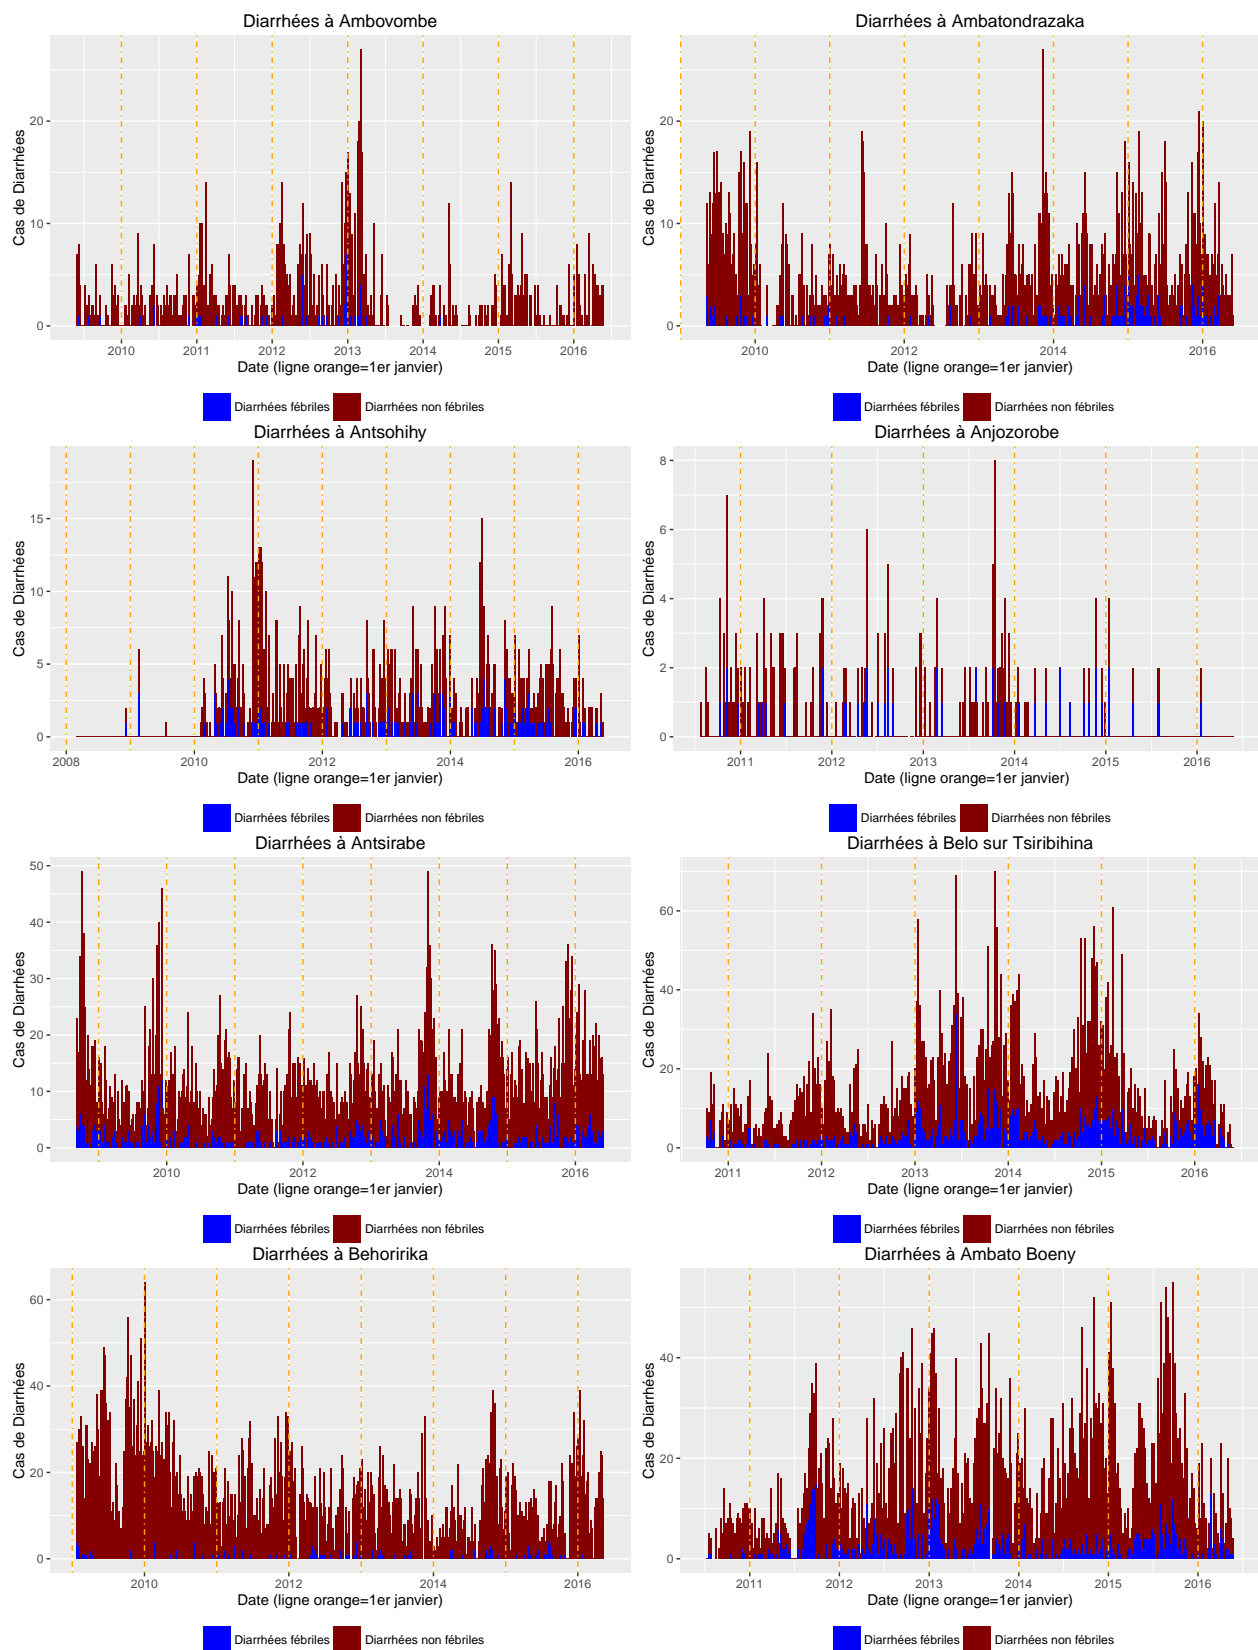 Diarrhées à Ambovombe
Cas de Diarrhées
20
10
0
2010 2011 2012 2013 2014 2015 2016
Date (ligne orange=1er janvier)
Diarrhées fébriles Diarrhées non fébriles
Diarrhées à Ambatondrazaka
Cas de Diarrhées
20
10
0
2010 2012 2014 2016
Date (ligne orange=1er janvier)
Diarrhées fébriles Diarrhées non fébriles
Diarrhées à Antsohihy
Cas de Diarrhées
15
10
5
0
2008 2010 2012 2014 2016
Date (ligne orange=1er janvier)
Diarrhées fébriles Diarrhées non fébriles
Diarrhées à Anjozorobe
Cas de Diarrhées
8
6
4
2
0
2011 2012 2013 2014 2015 2016
Date (ligne orange=1er janvier)
Diarrhées fébriles Diarrhées non fébriles
Diarrhées à Antsirabe
Cas de Diarrhées
50
40
30
20
10
0
2010 2012 2014 2016
Date (ligne orange=1er janvier)
Diarrhées fébriles Diarrhées non fébriles
Diarrhées à Belo sur Tsiribihina
Cas de Diarrhées
60
40
20
0
2011 2012 2013 2014 2015 2016
Date (ligne orange=1er janvier)
Diarrhées fébriles Diarrhées non fébriles
Diarrhées à Behoririka
Cas de Diarrhées
60
40
20
0
2010 2012 2014 2016
Date (ligne orange=1er janvier)
Diarrhées fébriles Diarrhées non fébriles
Diarrhées à Ambato Boeny
Cas de Diarrhées
40
20
0
2011 2012 2013 2014 2015 2016
Date (ligne orange=1er janvier)
Diarrhées fébriles Diarrhées non fébriles